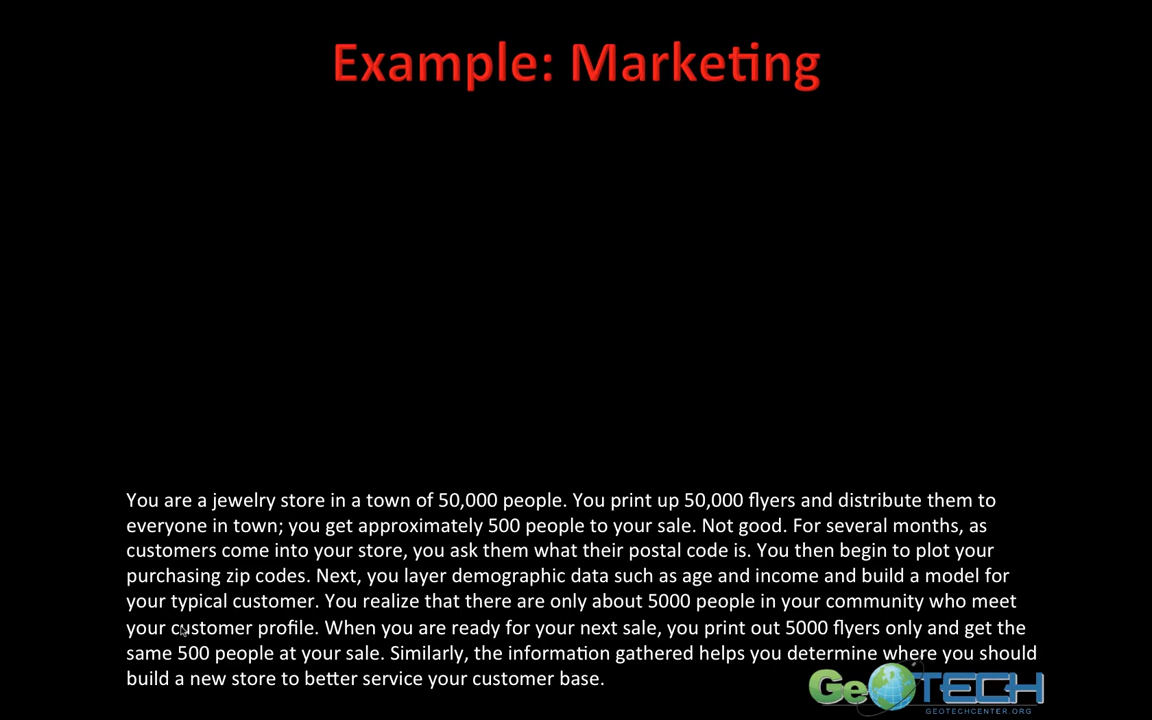 Example: Marketing
You are a jewelry store in a town of 50,000 people. You print up 50,000 flyers and distribute them to
everyone in town; you get approximately 500 people to your sale. Not good. For several months, as
customers come into your store, you ask them what their postal code is. You then begin to plot your
purchasing zip codes. Next, you layer demographic data such as age and income and build a model for
your typical customer. You realize that there are only about 5000 people in your community who meet
your customer profile. When you are ready for your next sale, you print out 5000 flyers only and get the
same 500 people at your sale. Similarly, the information gathered helps you determine where you should
build a new store to better service your customer base.
GeoTECH
GEOTECHCENTER.ORG